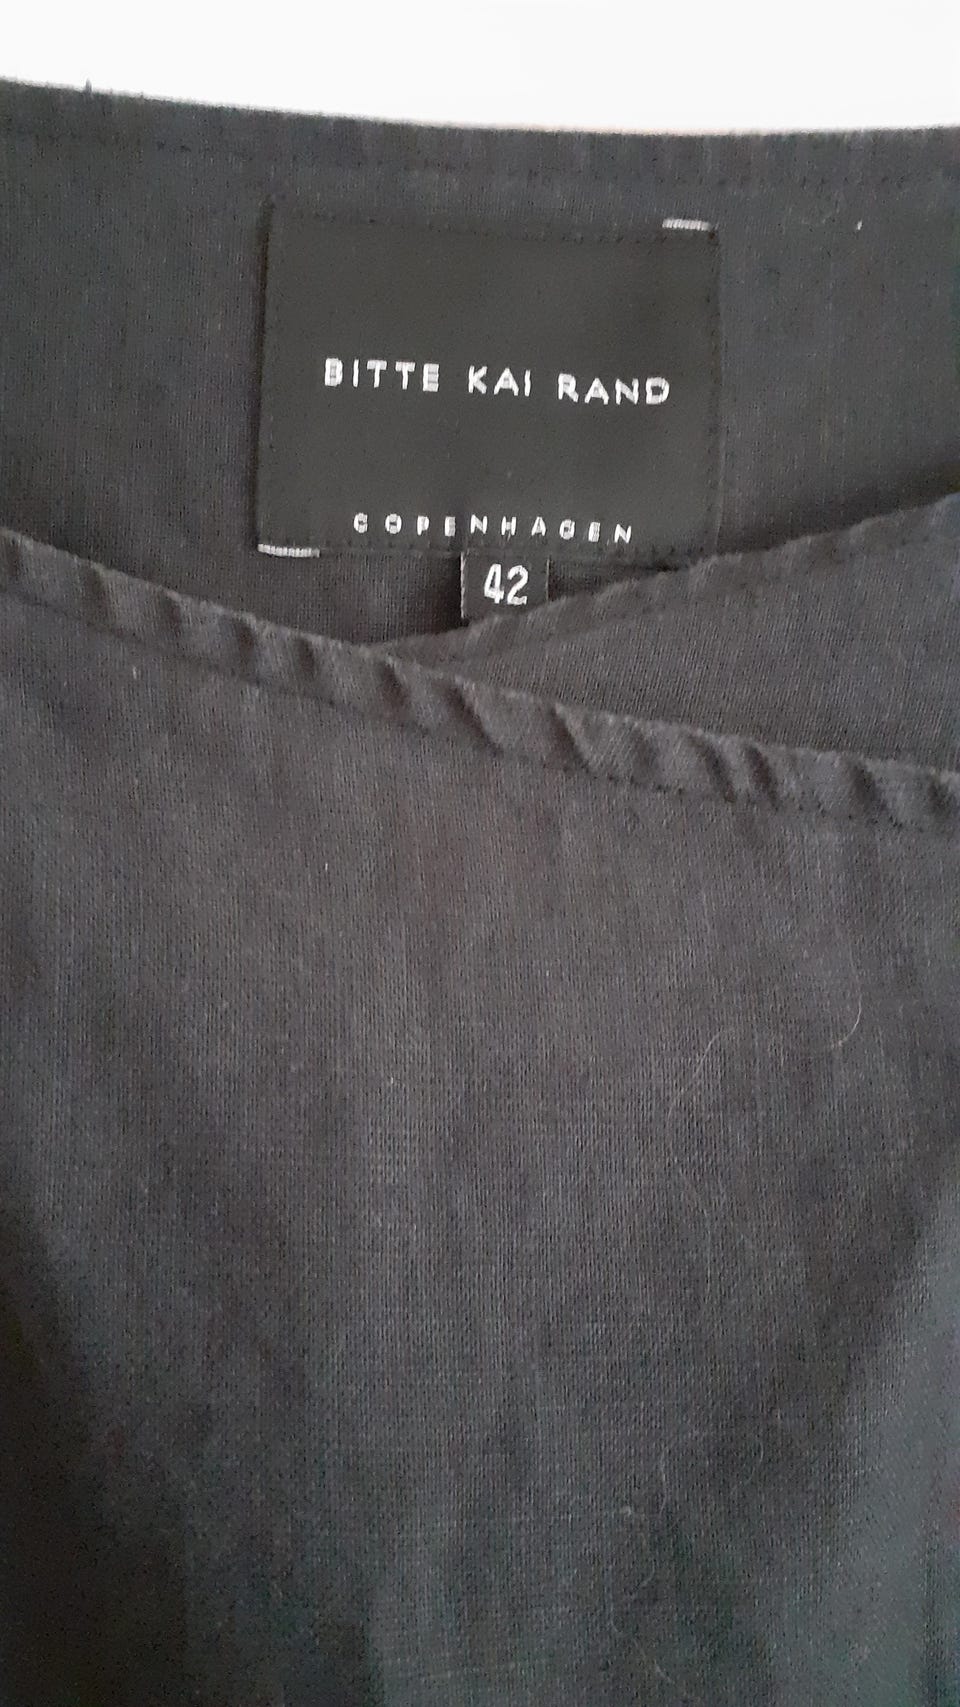 BITTE KAI RAND
COPENHAGEN
42